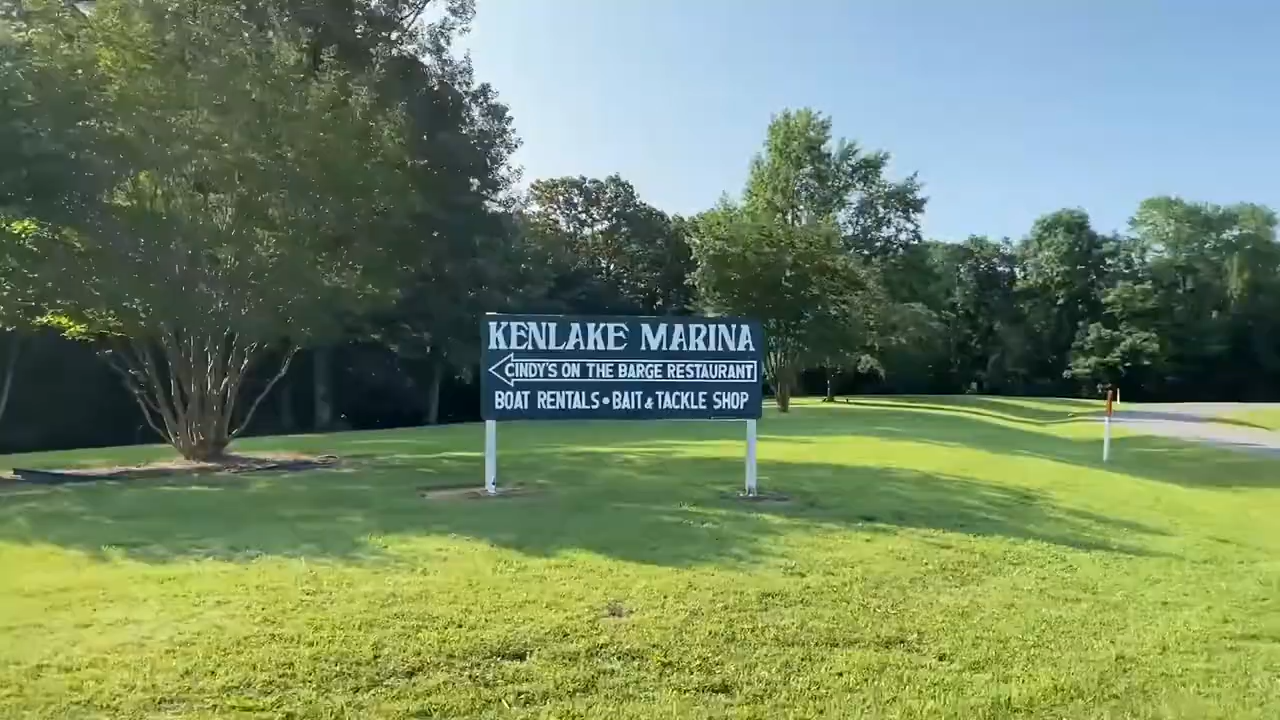 KENLAKE MARINA
CINDY'S ON THE BARGE RESTAURANT
BOAT RENTALS • BAIT & TACKLE SHOP